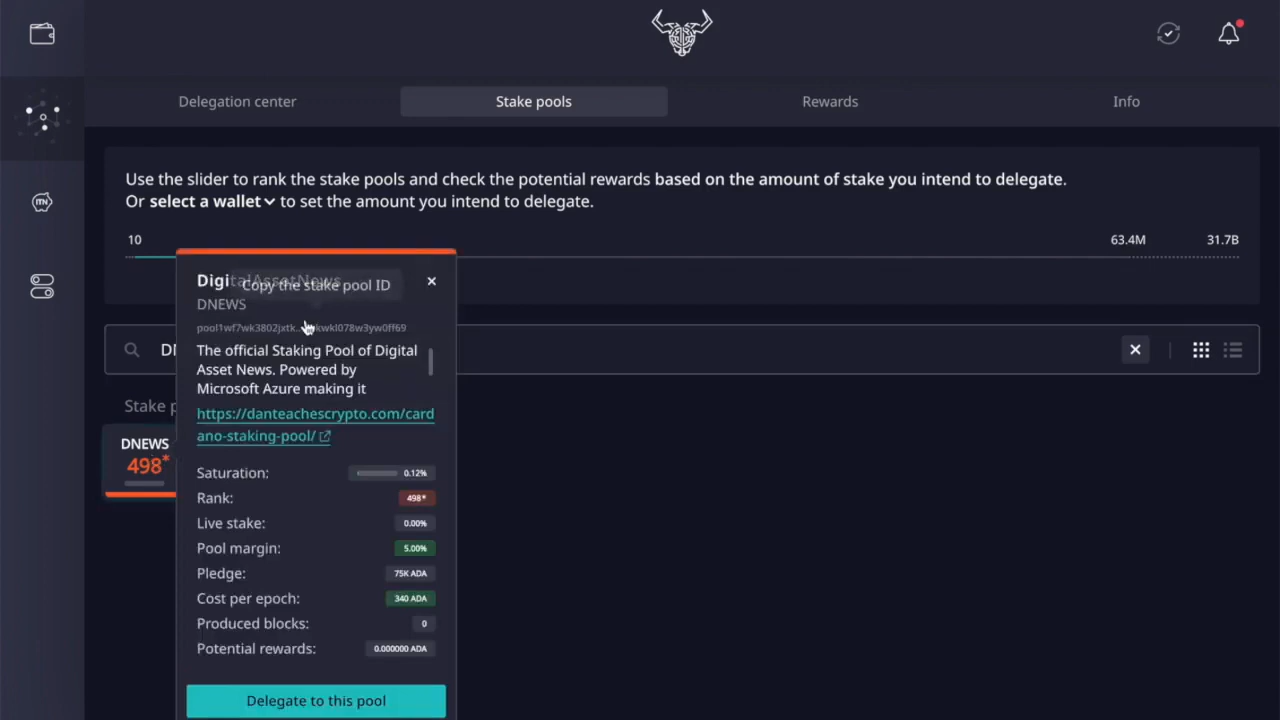 Delegation center
Stake pools
Rewards
Info
Use the slider to rank the stake pools and check the potential rewards based on the amount of stake you intend to delegate.
Or select a wallet to set the amount you intend to delegate.
10
63.4M
31.7B
DigitalAssetNews
Copy the stake pool ID
DNEWS
The official Staking Pool of Digital
Asset News. Powered by
Microsoft Azure making it
https://danteachescrypto.com/card
ano-staking-pool/
Stake p
DNEWS
498*
Saturation: 0.12%
Rank: 498*
Live stake: 0.00%
Pool margin: 5.00%
Pledge: 75K ADA
Cost per epoch: 340 ADA
Produced blocks: 0
Potential rewards: 0.000000 ADA
Delegate to this pool
ITN